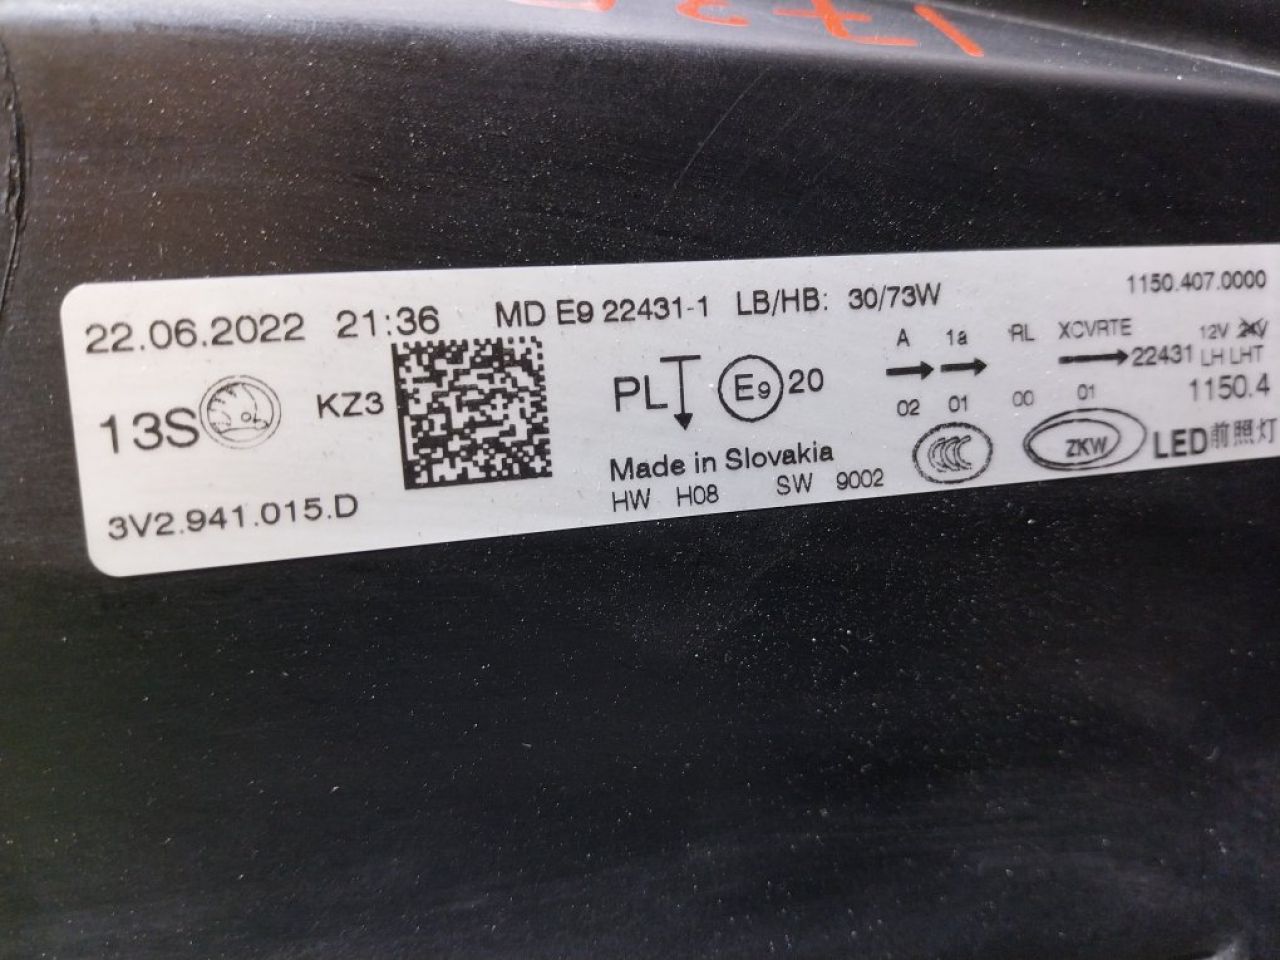 22.06.2022 21:36 MD E9 22431-1 LB/HB: 30/73W 1150.407.0000
A 1a RL XCVRTE 12V 24V
13S KZ3 PL E9 20 22431 LH LHT
02 01 00 01 1150.4
Made in Slovakia CCC ZKW LED前照灯
HW H08 SW 9002
3V2.941.015.D